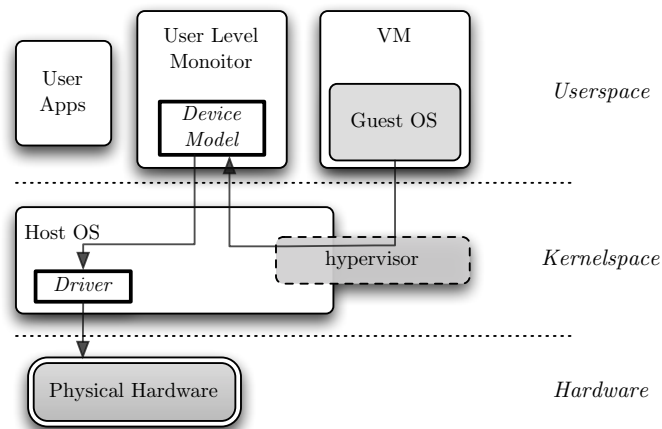 User Apps
User Level
Monoitor
Device
Model
VM
Guest OS
Userspace
Host OS
Driver
hypervisor
Kernelspace
Physical Hardware
Hardware